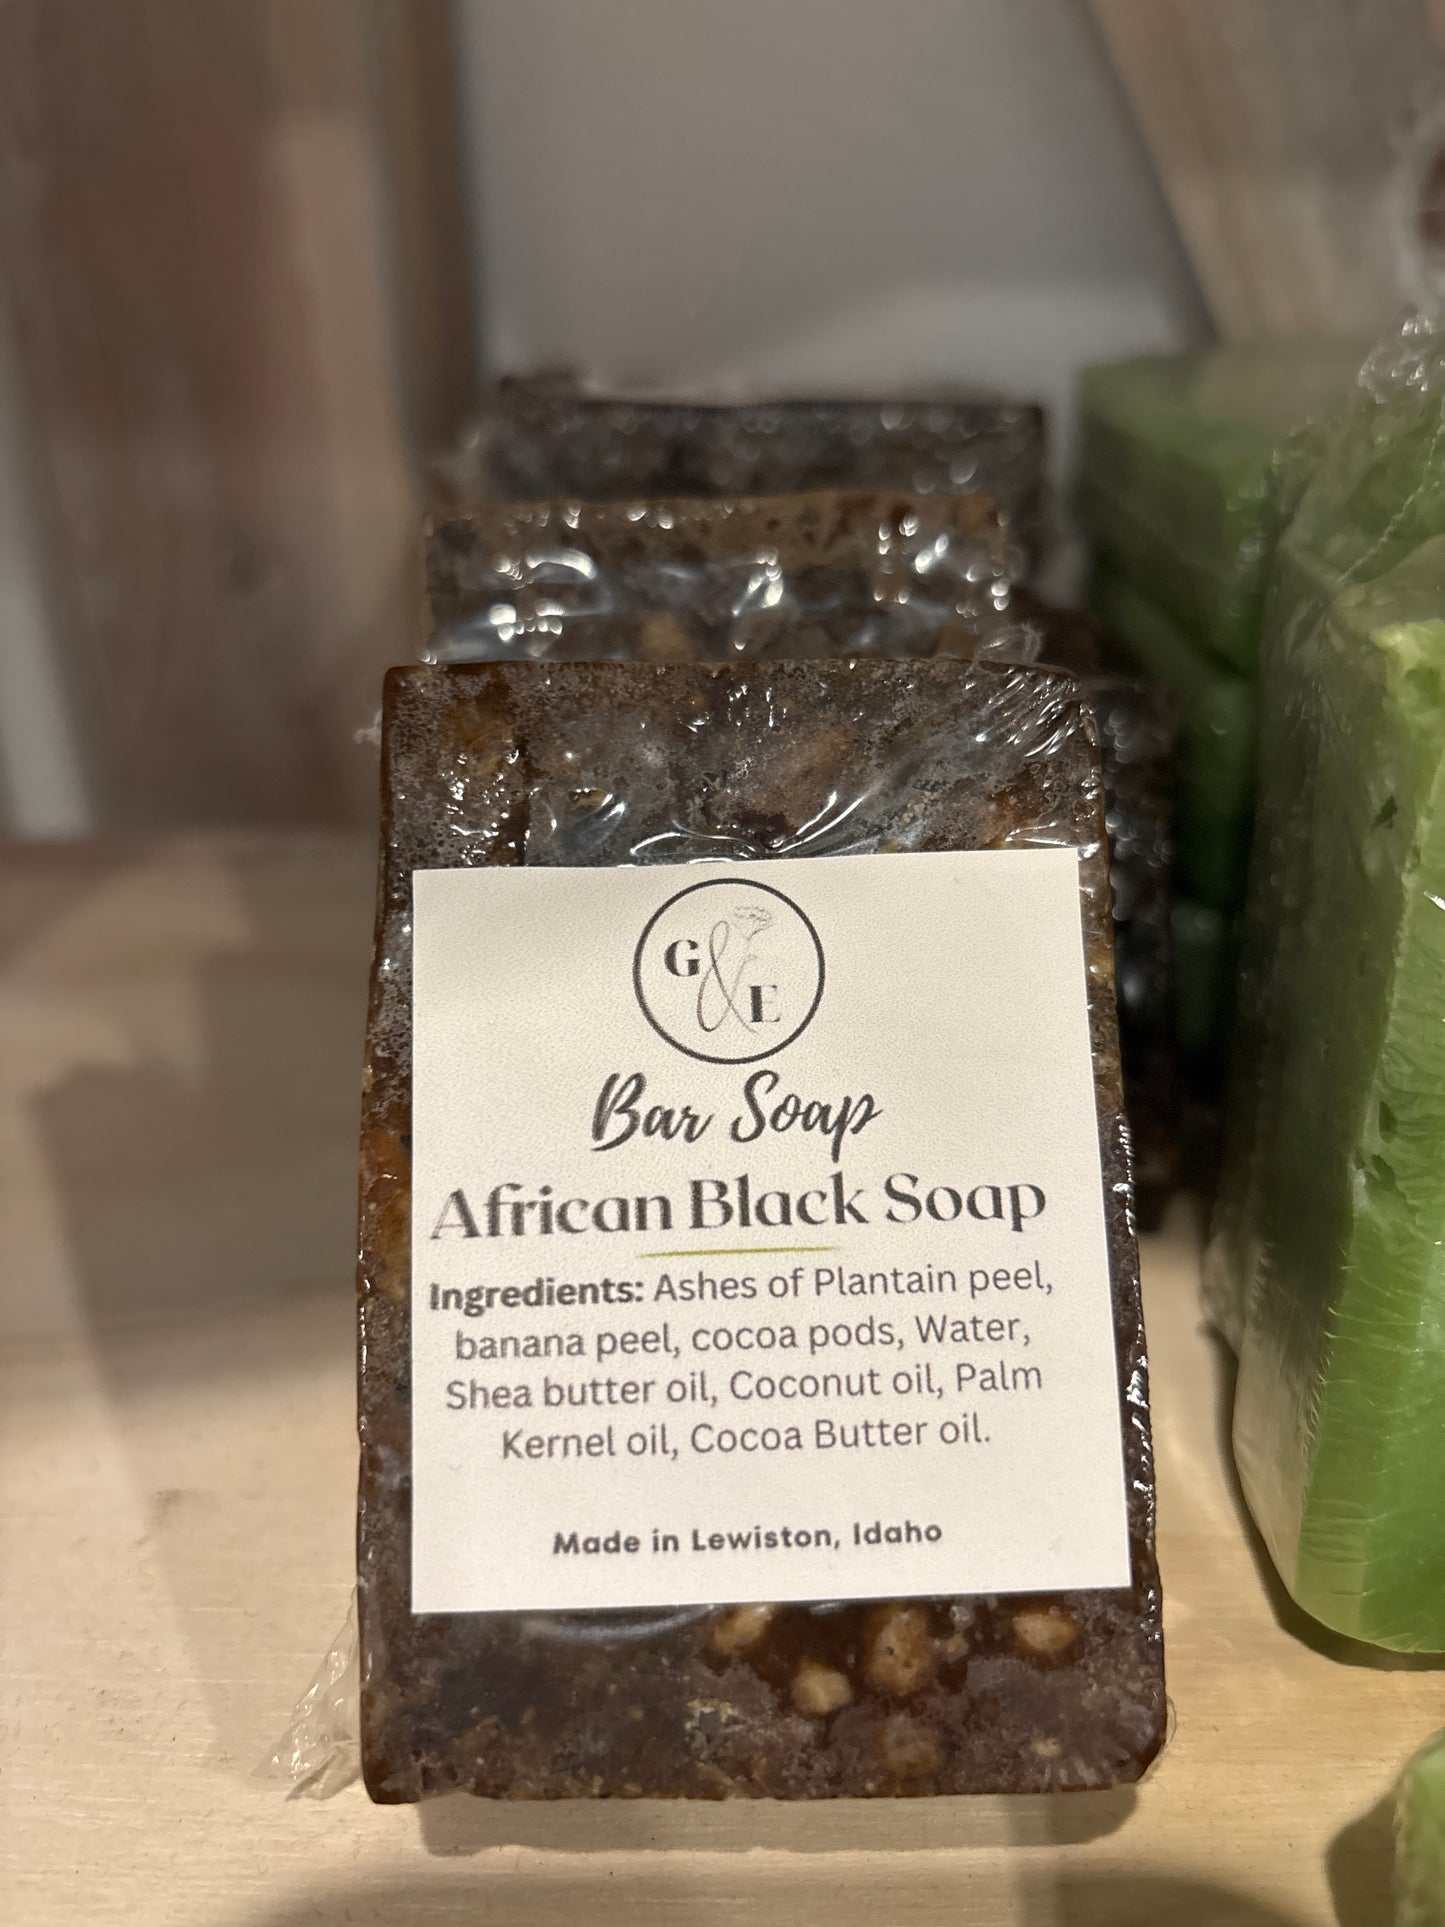 G&E
Bar Soap
African Black Soap
Ingredients: Ashes of Plantain peel,
banana peel, cocoa pods, Water,
Shea butter oil, Coconut oil, Palm
Kernel oil, Cocoa Butter oil.
Made in Lewiston, Idaho